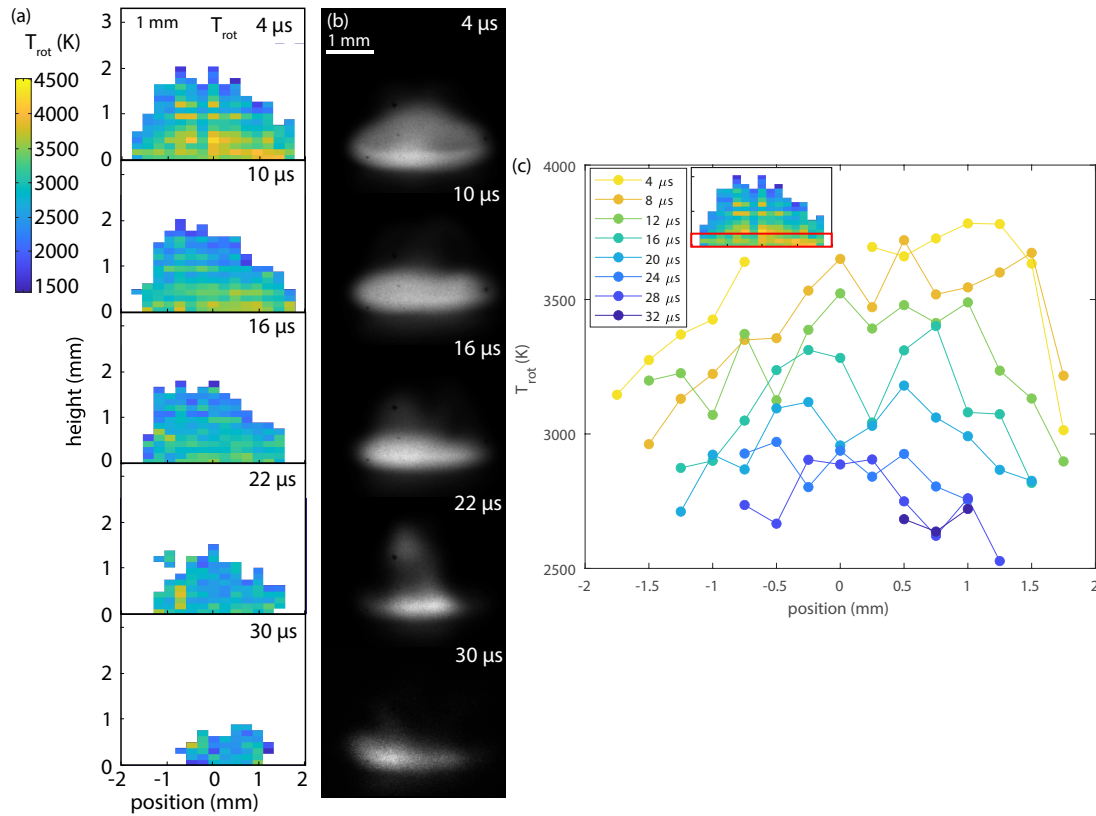 (a)
T_rot (K)
4500
4000
3500
3000
2500
2000
1500
1 mm T_rot 4 µs
3
2
1
0
10 µs
2
1
0
16 µs
2
1
0
22 µs
2
1
0
30 µs
2
1
0
height (mm)
-2 -1 0 1 2
position (mm)
(b)
4 µs
1 mm
10 µs
16 µs
22 µs
30 µs
(c)
4000
3500
3000
2500
T_rot (K)
4 µs
8 µs
12 µs
16 µs
20 µs
24 µs
28 µs
32 µs
-2 -1.5 -1 -0.5 0 0.5 1 1.5 2
position (mm)